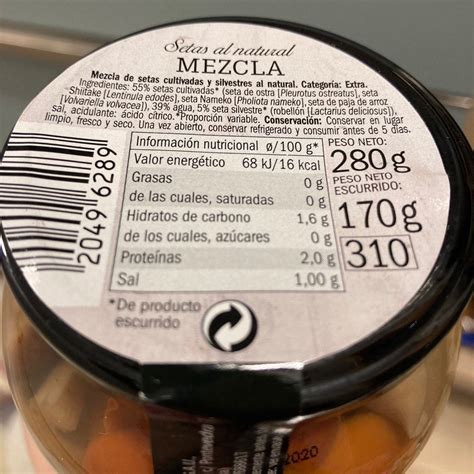 Setas al natural
MEZCLA
Mezcla de setas cultivadas y silvestres al natural. Categoría: Extra.
Ingredientes: 55% setas cultivadas* (seta de ostra [Pleurotus ostreatus], seta
Shiitake [Lentinula edodes], seta Nameko [Pholiota nameko], seta de paja de arroz
[Volvariella volvacea]), 39% agua, 5% seta silvestre* (robellón [Lactarius deliciosus]),
sal, acidulante: ácido cítrico. *Proporción variable. Conservación: Conservar en lugar
limpio, fresco y seco. Una vez abierto, conservar refrigerado y consumir antes de 5 días.
Información nutricional ø/100 g*
Valor energético 68 kJ/16 kcal
Grasas 0 g
de las cuales, saturadas 0 g
Hidratos de carbono 1,6 g
de los cuales, azúcares 0 g
Proteínas 2,0 g
Sal 1,00 g
*De producto
escurrido
PESO NETO:
280 g
PESO NETO
ESCURRIDO:
170 g
310
2049 6289
2020